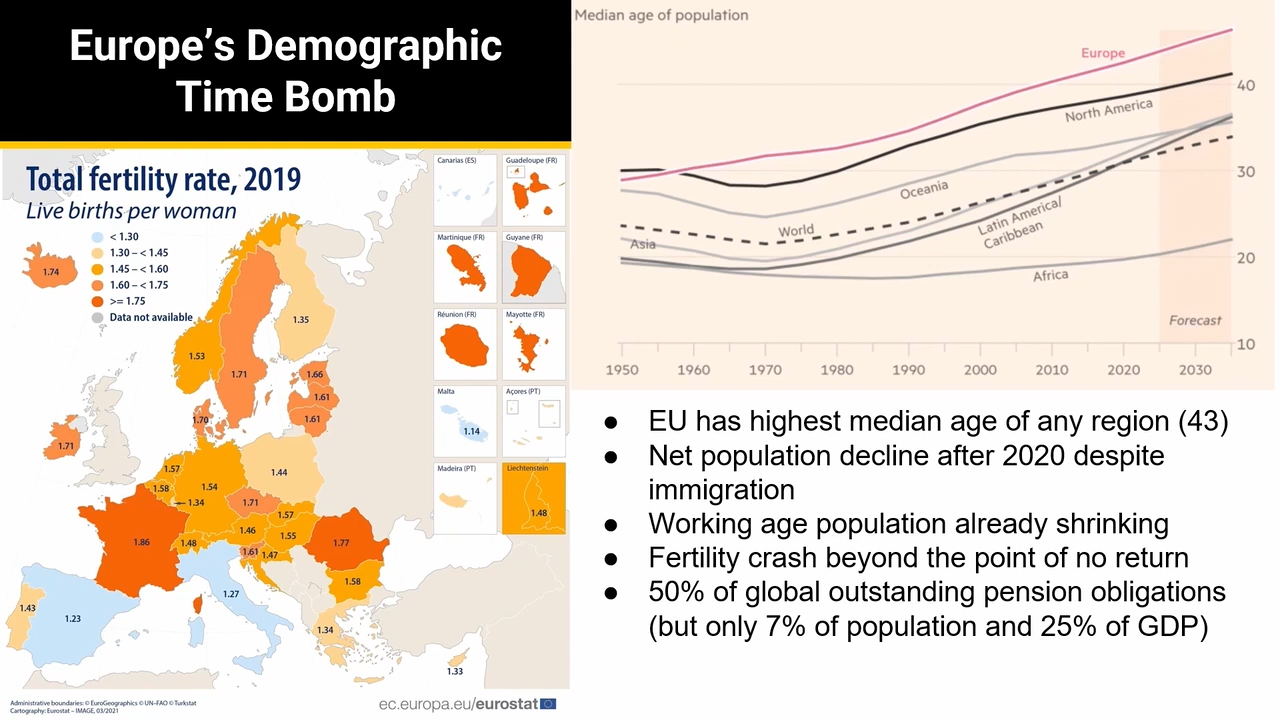 Europe's Demographic
Time Bomb
Total fertility rate, 2019
Live births per woman
< 1.30
1.30 – < 1.45
1.45 – < 1.60
1.60 – < 1.75
>= 1.75
Data not available
1.74
1.35
1.53
1.71
1.66
1.61
1.61
1.70
1.71
1.57
1.58
1.54
1.44
1.34
1.71
1.57
1.86
1.48
1.46
1.55
1.77
1.61
1.47
1.58
1.43
1.23
1.27
1.34
1.33
Canarias (ES)
Guadeloupe (FR)
Martinique (FR)
Guyane (FR)
Réunion (FR)
Mayotte (FR)
Malta
1.14
Açores (PT)
Madeira (PT)
Liechtenstein
1.48
Administrative boundaries: © EuroGeographics © UN–FAO © Turkstat
Cartography: Eurostat – IMAGE, 03/2021
ec.europa.eu/eurostat
Median age of population
Europe
North America
Oceania
World
Latin America/
Caribbean
Asia
Africa
Forecast
40
30
20
10
1950 1960 1970 1980 1990 2000 2010 2020 2030
● EU has highest median age of any region (43)
● Net population decline after 2020 despite
immigration
● Working age population already shrinking
● Fertility crash beyond the point of no return
● 50% of global outstanding pension obligations
(but only 7% of population and 25% of GDP)